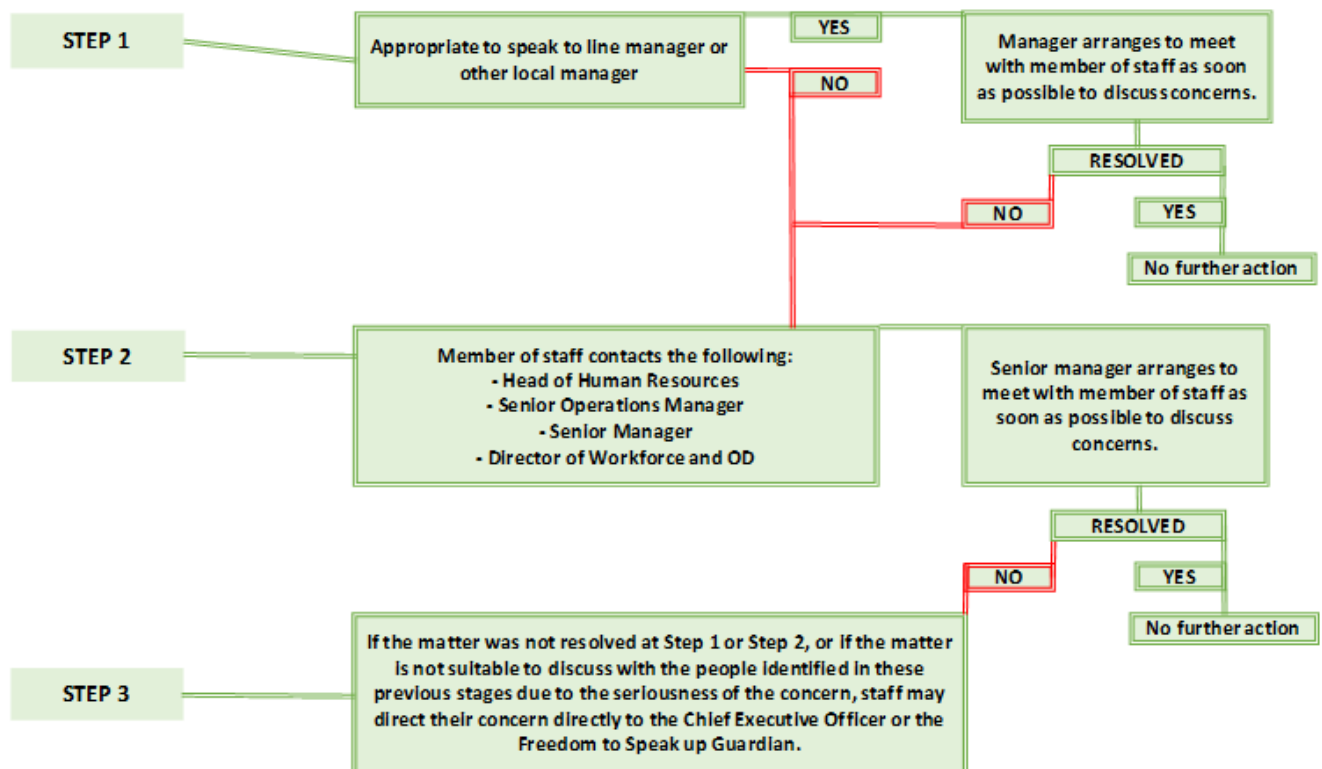 STEP 1
Appropriate to speak to line manager or
other local manager
YES
NO
Manager arranges to meet
with member of staff as soon
as possible to discuss concerns.
RESOLVED
NO
YES
No further action
STEP 2
Member of staff contacts the following:
- Head of Human Resources
- Senior Operations Manager
- Senior Manager
- Director of Workforce and OD
Senior manager arranges to
meet with member of staff as
soon as possible to discuss
concerns.
RESOLVED
NO
YES
No further action
STEP 3
If the matter was not resolved at Step 1 or Step 2, or if the matter
is not suitable to discuss with the people identified in these
previous stages due to the seriousness of the concern, staff may
direct their concern directly to the Chief Executive Officer or the
Freedom to Speak up Guardian.